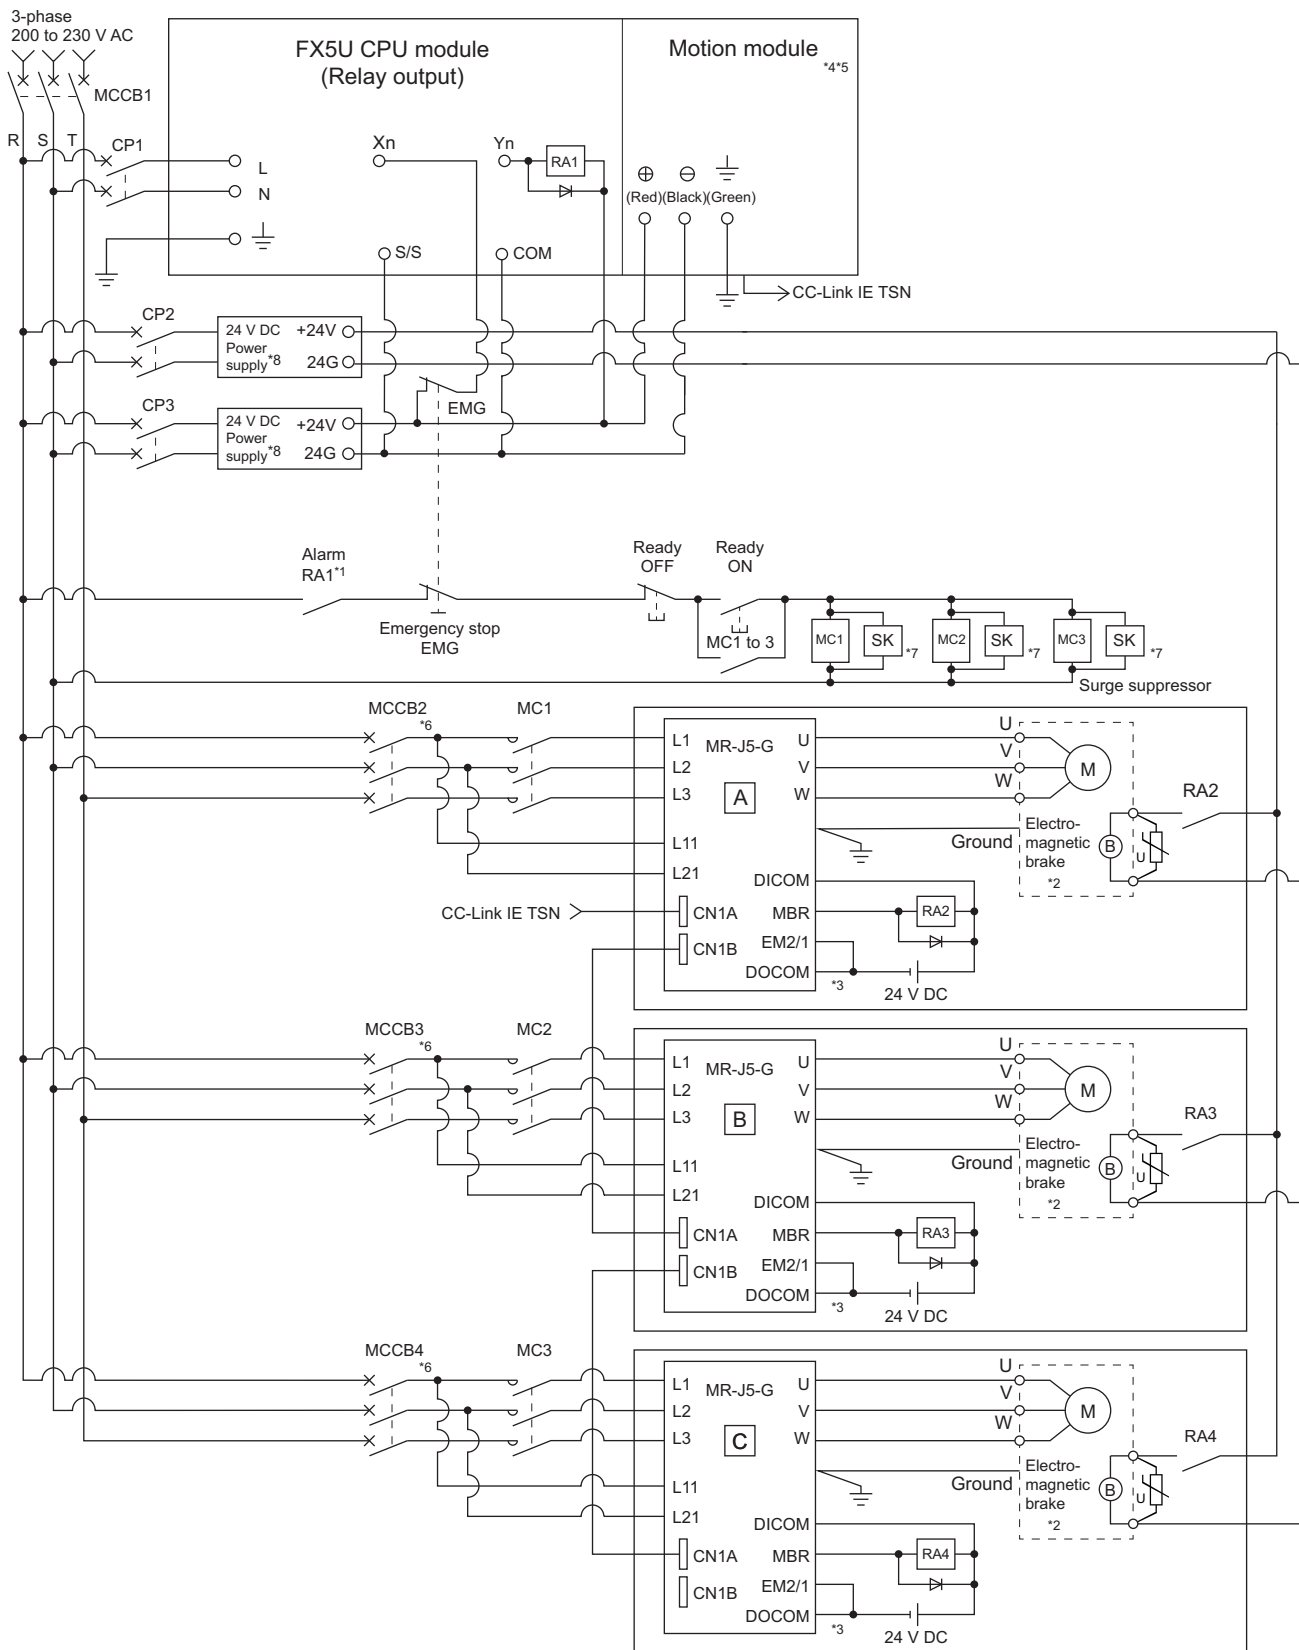 3-phase
200 to 230 V AC
MCCB1
R S T
CP1
FX5U CPU module
(Relay output)
Motion module
*4*5
L
N
Xn
Yn
RA1
S/S
COM
(Red)(Black)(Green)
CC-Link IE TSN
CP2
24 V DC
Power
supply*8
+24V
24G
CP3
24 V DC
Power
supply*8
+24V
24G
EMG
Alarm
RA1*1
Emergency stop
EMG
Ready
OFF
Ready
ON
MC1 to 3
MC1
SK
*7
MC2
SK
*7
MC3
SK
*7
Surge suppressor
MCCB2
*6
MC1
L1
L2
L3
L11
L21
MR-J5-G
A
U
V
W
CC-Link IE TSN
CN1A
CN1B
DICOM
MBR
EM2/1
DOCOM
*3
RA2
24 V DC
Ground
U
V
W
M
Electro-
magnetic
brake
*2
B
U
RA2
MCCB3
*6
MC2
L1
L2
L3
L11
L21
MR-J5-G
B
U
V
W
CN1A
CN1B
DICOM
MBR
EM2/1
DOCOM
*3
RA3
24 V DC
Ground
U
V
W
M
Electro-
magnetic
brake
*2
B
U
RA3
MCCB4
*6
MC3
L1
L2
L3
L11
L21
MR-J5-G
C
U
V
W
CN1A
CN1B
DICOM
MBR
EM2/1
DOCOM
*3
RA4
24 V DC
Ground
U
V
W
M
Electro-
magnetic
brake
*2
B
U
RA4